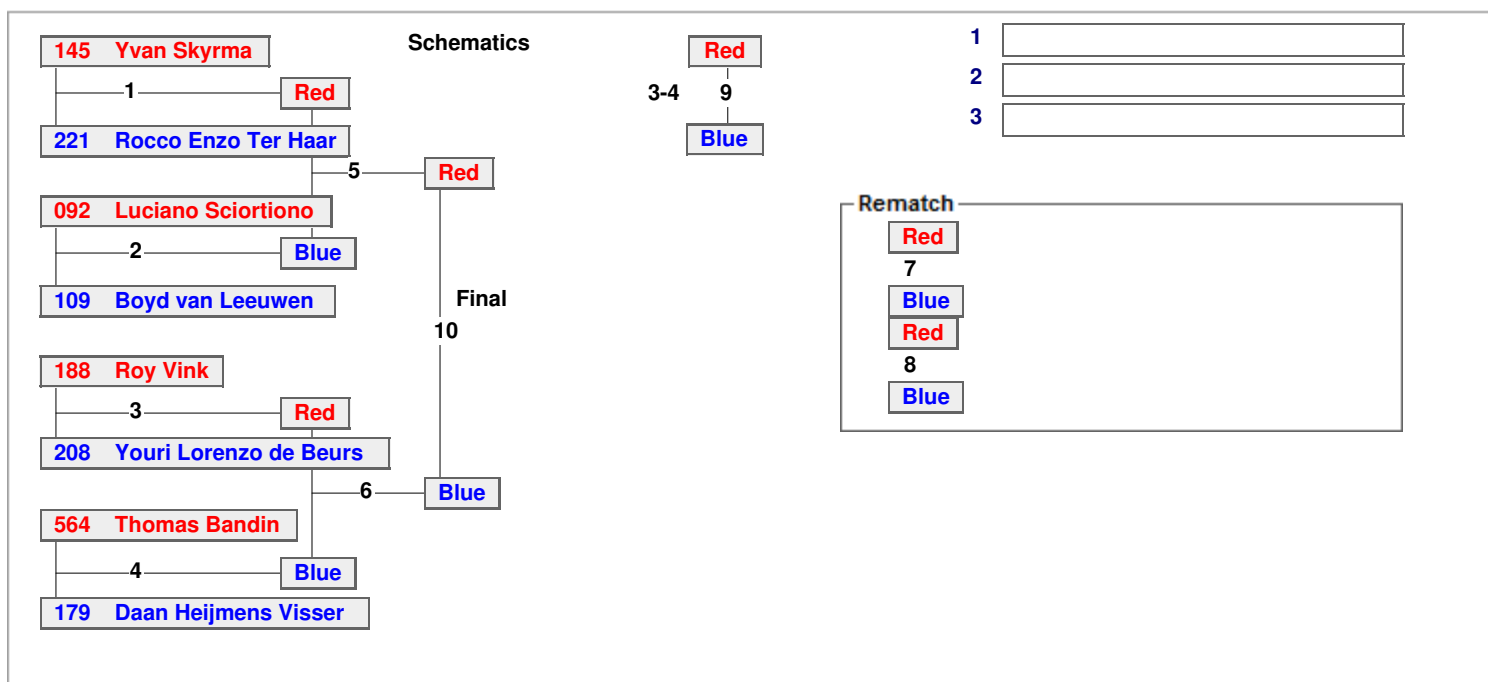 Schematics
145 Yvan Skyrma
1
Red
221 Rocco Enzo Ter Haar
5
Red
092 Luciano Sciortiono
2
Blue
109 Boyd van Leeuwen
Final
10
188 Roy Vink
3
Red
208 Youri Lorenzo de Beurs
6
Blue
564 Thomas Bandin
4
Blue
179 Daan Heijmens Visser
Red
3-4 9
Blue
1
2
3
Rematch
Red
7
Blue
Red
8
Blue